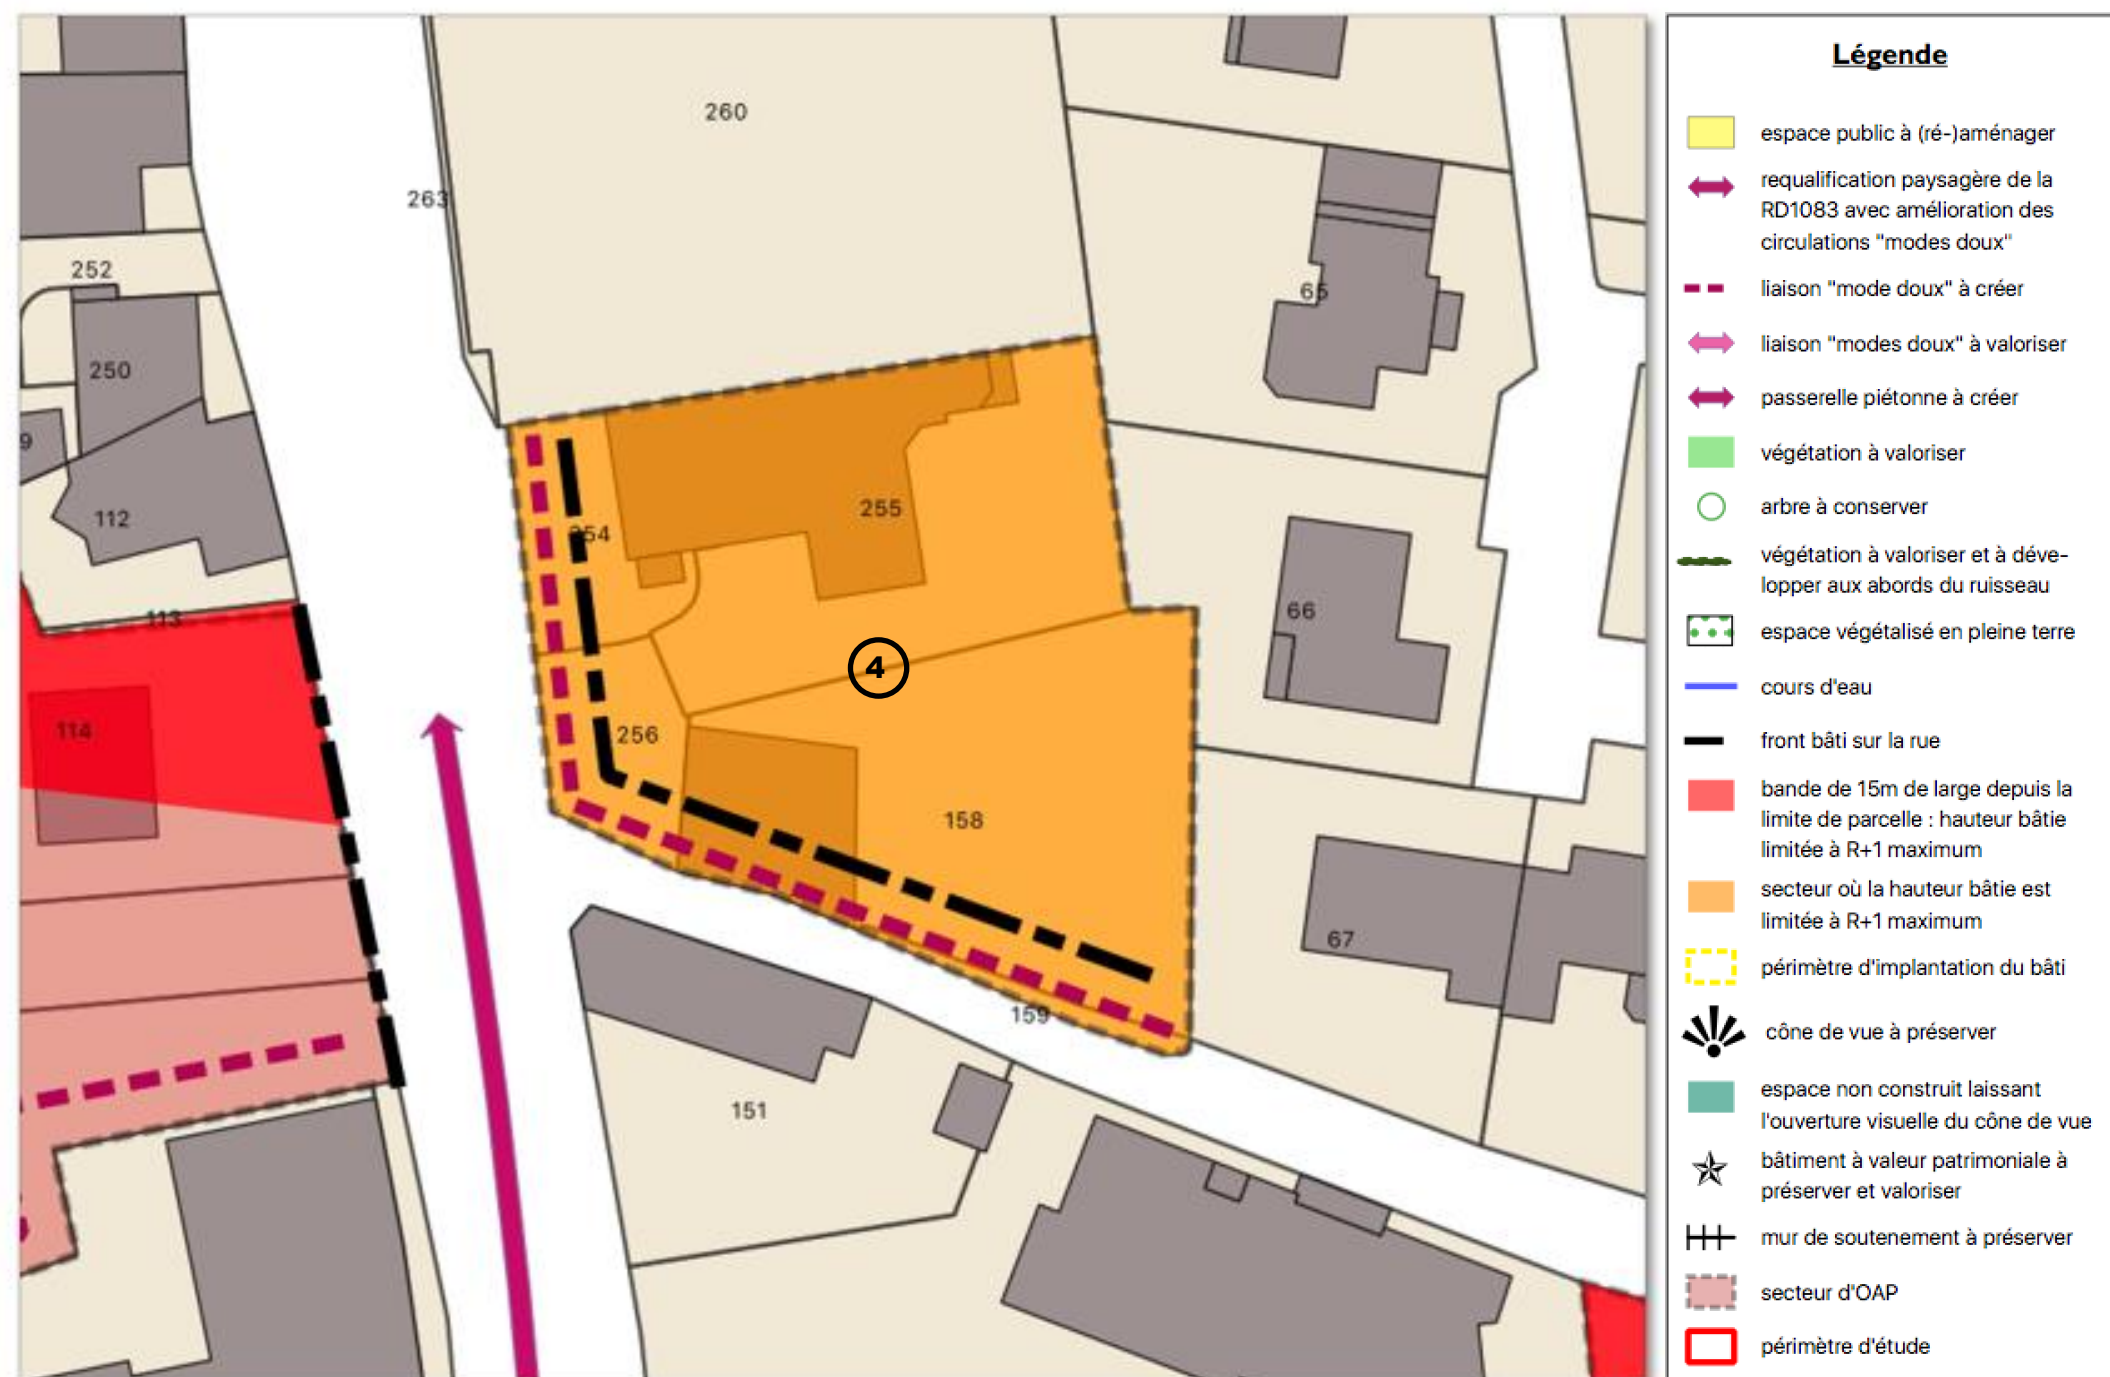 260
263
252
65
250
9
255
112
254
66
113
4
114
256
158
67
159
151
Légende
espace public à (ré-)aménager
requalification paysagère de la
RD1083 avec amélioration des
circulations "modes doux"
liaison "mode doux" à créer
liaison "modes doux" à valoriser
passerelle piétonne à créer
végétation à valoriser
arbre à conserver
végétation à valoriser et à déve-
lopper aux abords du ruisseau
espace végétalisé en pleine terre
cours d'eau
front bâti sur la rue
bande de 15m de large depuis la
limite de parcelle : hauteur bâtie
limitée à R+1 maximum
secteur où la hauteur bâtie est
limitée à R+1 maximum
périmètre d'implantation du bâti
cône de vue à préserver
espace non construit laissant
l'ouverture visuelle du cône de vue
bâtiment à valeur patrimoniale à
préserver et valoriser
mur de soutenement à préserver
secteur d'OAP
périmètre d'étude